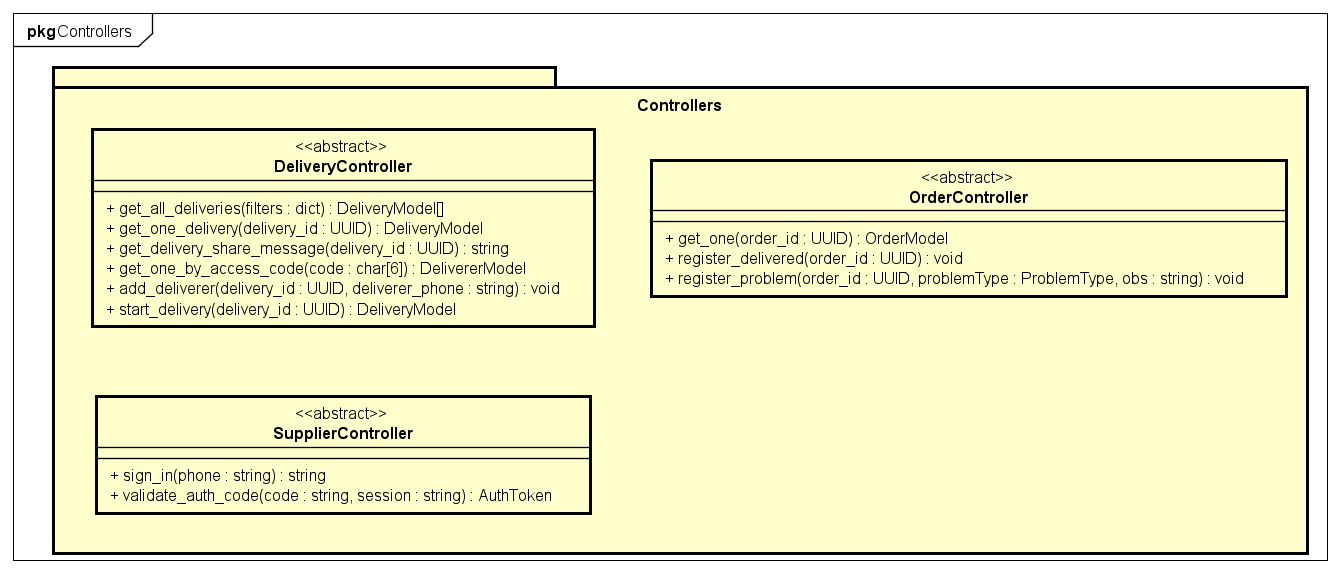 pkg Controllers
Controllers
<<abstract>>
DeliveryController
+ get_all_deliveries(filters : dict) : DeliveryModel[]
+ get_one_delivery(delivery_id : UUID) : DeliveryModel
+ get_delivery_share_message(delivery_id : UUID) : string
+ get_one_by_access_code(code : char[6]) : DelivererModel
+ add_deliverer(delivery_id : UUID, deliverer_phone : string) : void
+ start_delivery(delivery_id : UUID) : DeliveryModel
<<abstract>>
OrderController
+ get_one(order_id : UUID) : OrderModel
+ register_delivered(order_id : UUID) : void
+ register_problem(order_id : UUID, problemType : ProblemType, obs : string) : void
<<abstract>>
SupplierController
+ sign_in(phone : string) : string
+ validate_auth_code(code : string, session : string) : AuthToken